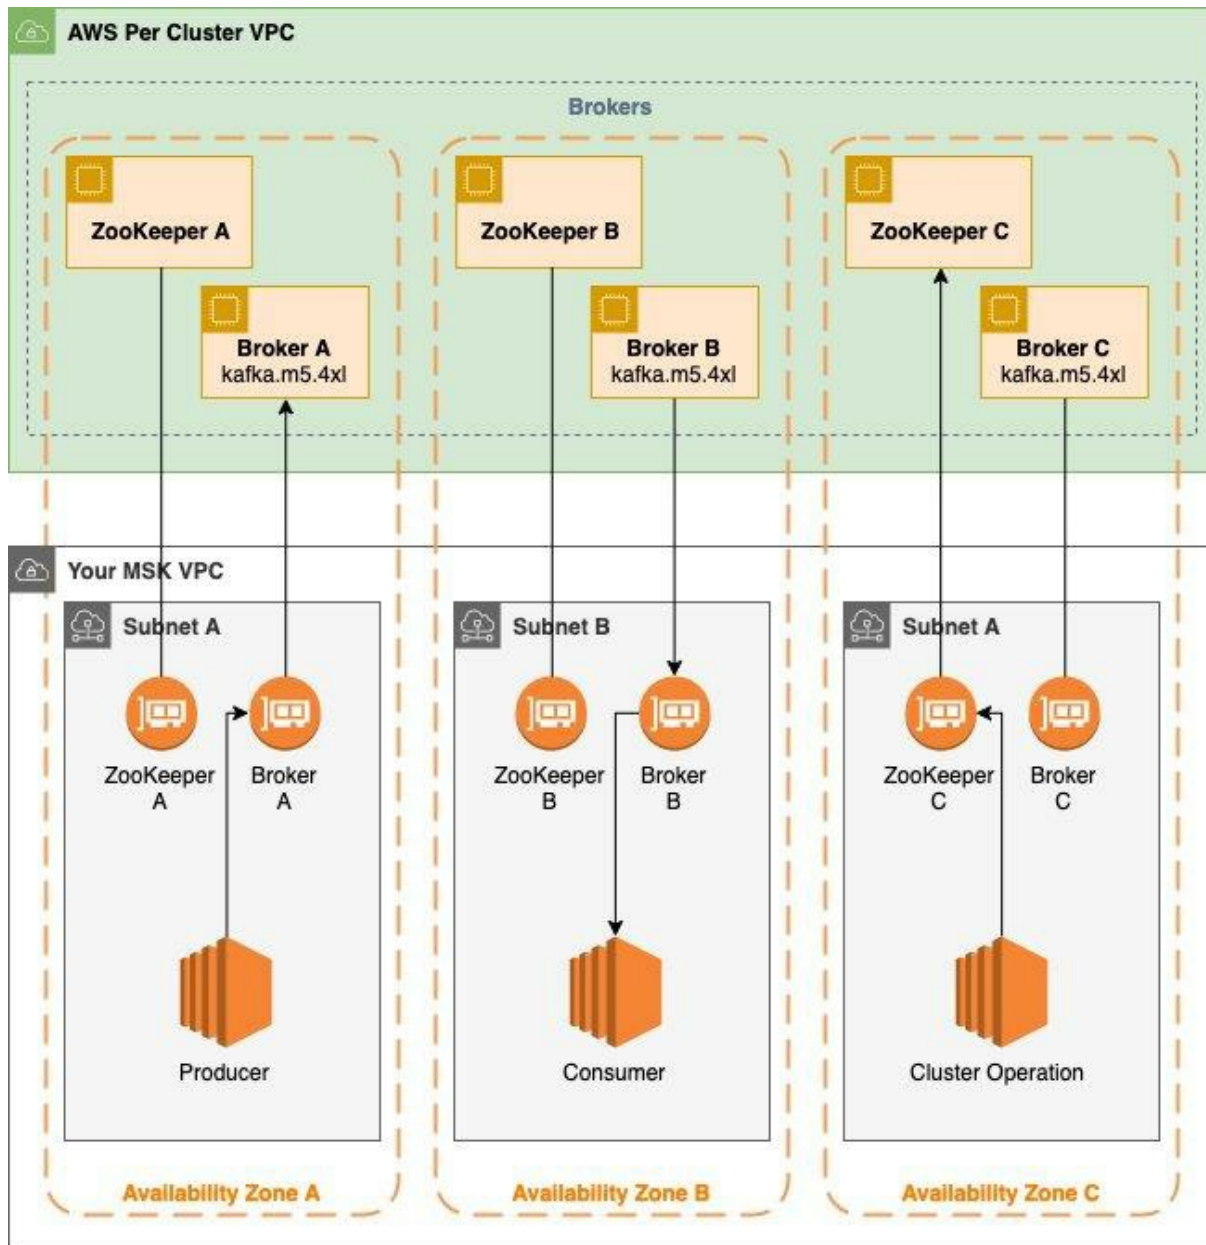 AWS Per Cluster VPC
Brokers
ZooKeeper A
ZooKeeper B
ZooKeeper C
Broker A
kafka.m5.4xl
Broker B
kafka.m5.4xl
Broker C
kafka.m5.4xl
Your MSK VPC
Subnet A
Subnet B
Subnet A
ZooKeeper
A
Broker
A
ZooKeeper
B
Broker
B
ZooKeeper
C
Broker
C
Producer
Consumer
Cluster Operation
Availability Zone A
Availability Zone B
Availability Zone C